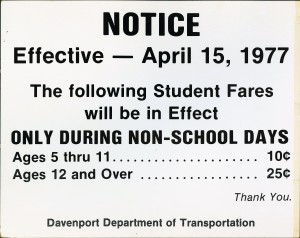 NOTICE
Effective — April 15, 1977
The following Student Fares
will be in Effect
ONLY DURING NON-SCHOOL DAYS
Ages 5 thru 11...................... 10¢
Ages 12 and Over ................. 25¢
Thank You.
Davenport Department of Transportation